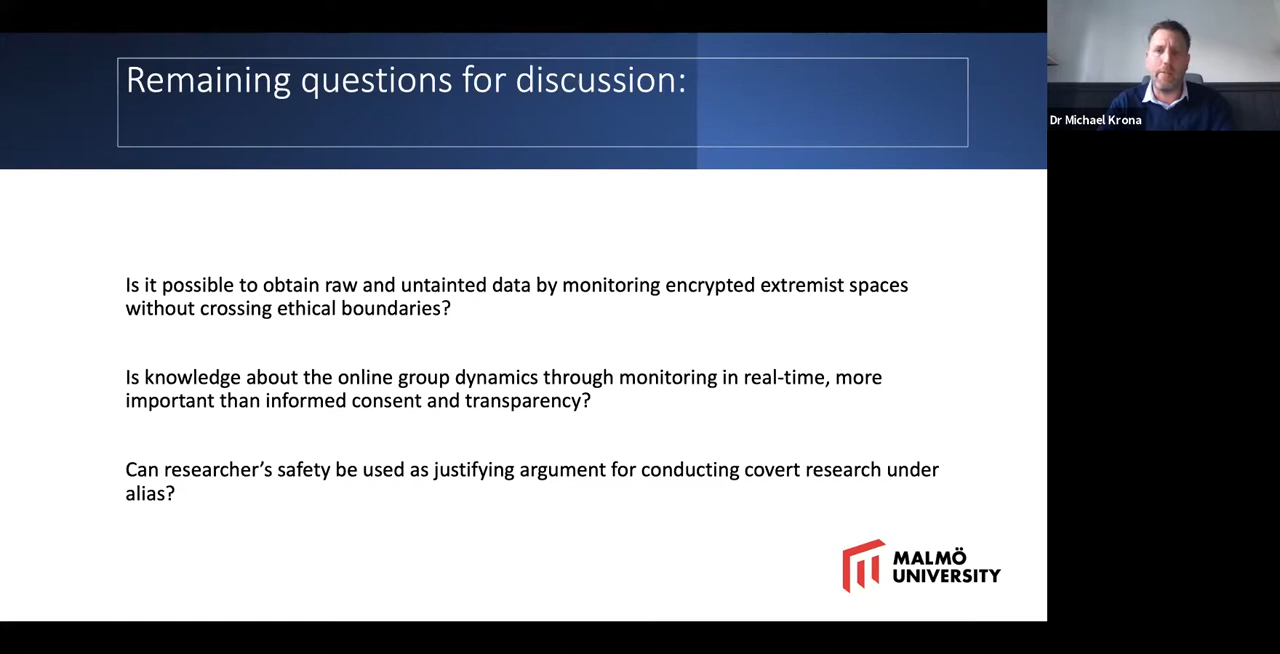 Remaining questions for discussion:
Dr Michael Krona
Is it possible to obtain raw and untainted data by monitoring encrypted extremist spaces
without crossing ethical boundaries?
Is knowledge about the online group dynamics through monitoring in real-time, more
important than informed consent and transparency?
Can researcher’s safety be used as justifying argument for conducting covert research under
alias?
MALMÖ
UNIVERSITY